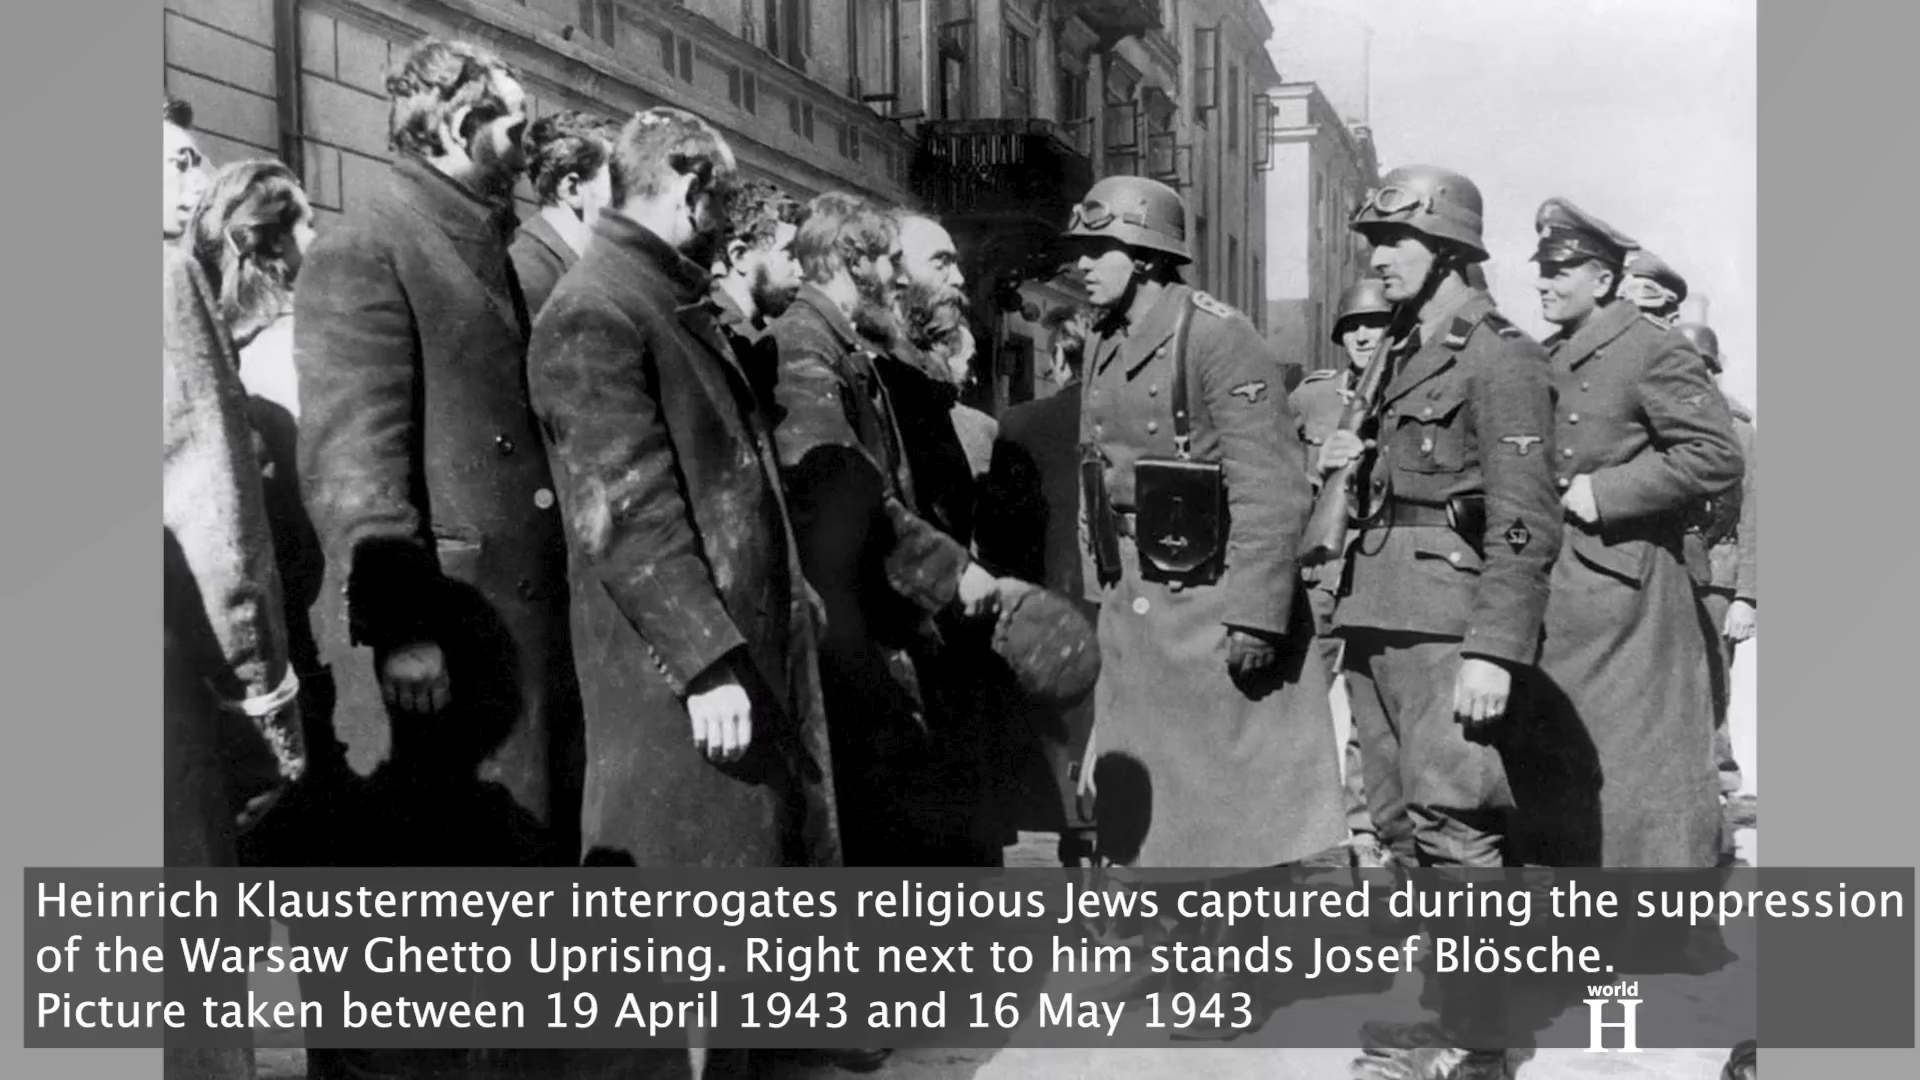 Heinrich Klaustermeyer interrogates religious Jews captured during the suppression
of the Warsaw Ghetto Uprising. Right next to him stands Josef Blösche.
Picture taken between 19 April 1943 and 16 May 1943
world
H
SD